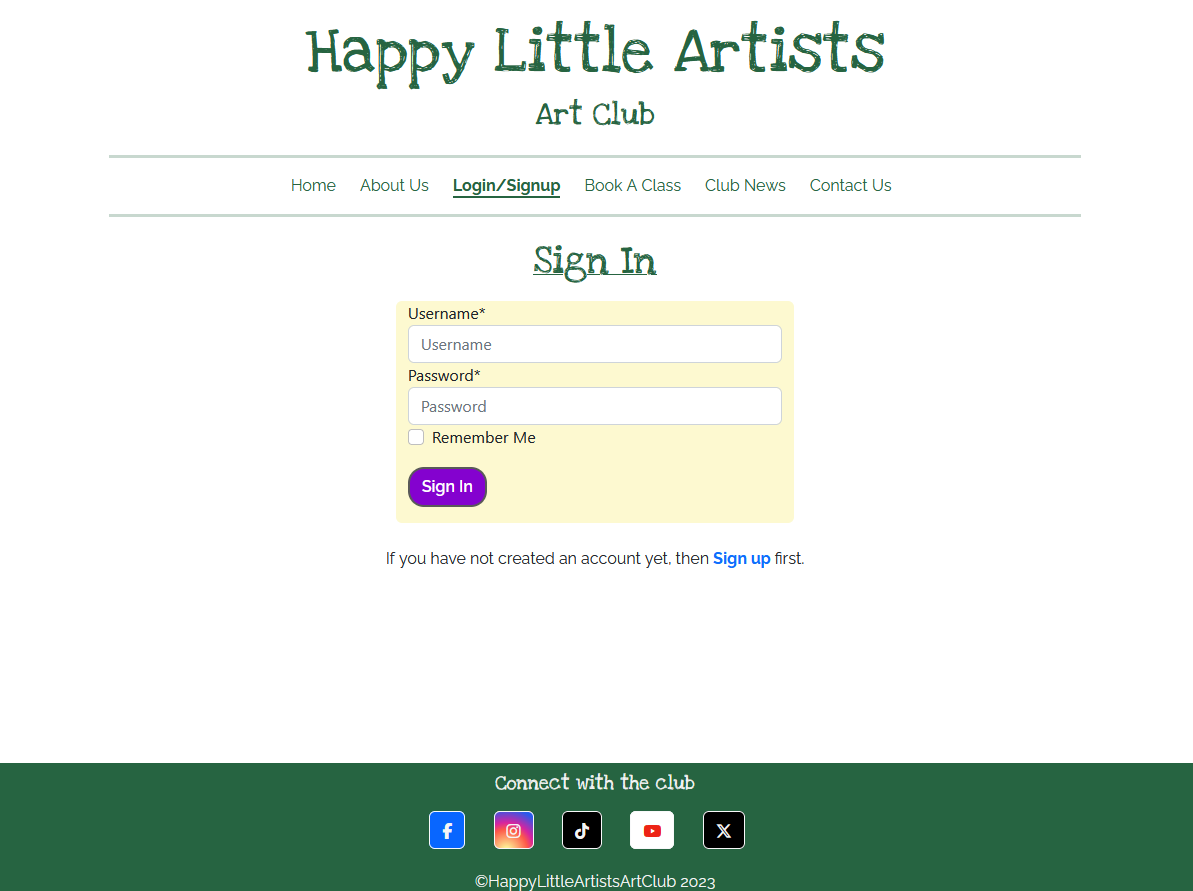 Happy Little Artists
Art Club
Home About Us Login/Signup Book A Class Club News Contact Us
Sign In
Username*
Username
Password*
Password
Remember Me
Sign In
If you have not created an account yet, then Sign up first.
Connect with the club
©HappyLittleArtistsArtClub 2023